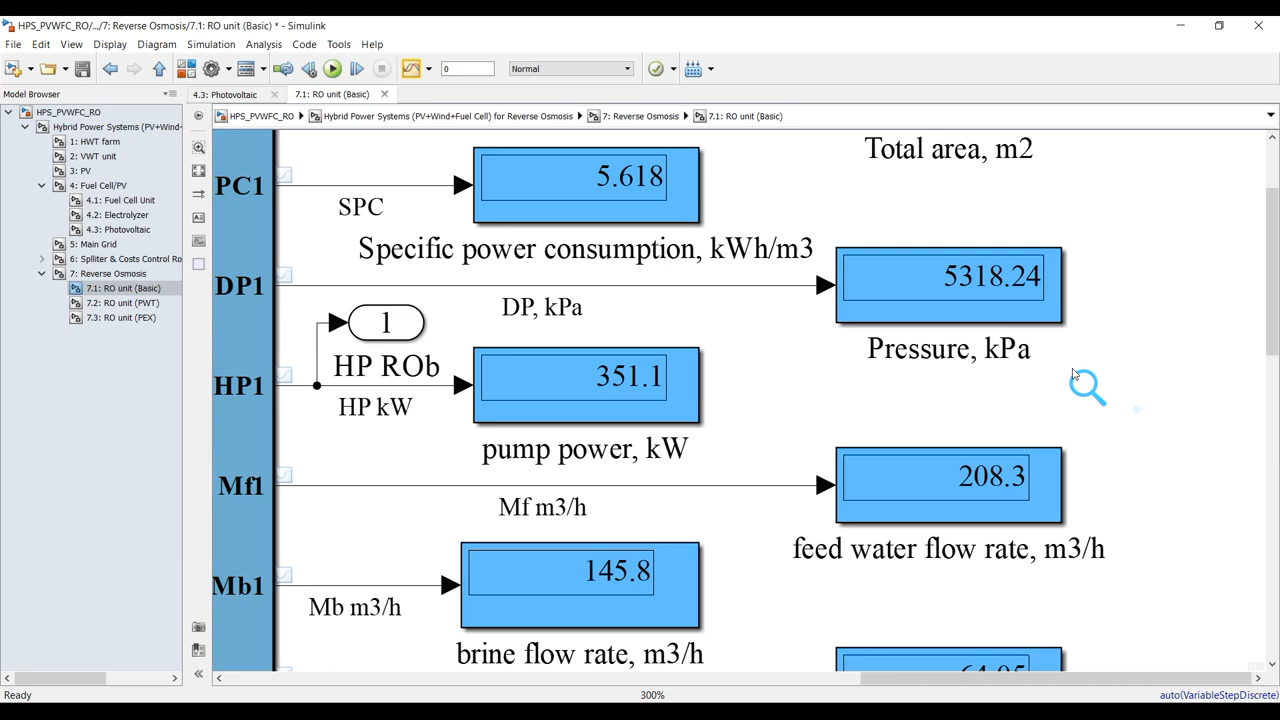 HPS_PVWFC_RO/.../7: Reverse Osmosis/7.1: RO unit (Basic) * - Simulink
File Edit View Display Diagram Simulation Analysis Code Tools Help
0
Normal
Model Browser
4.3: Photovoltaic
7.1: RO unit (Basic)
HPS_PVWFC_RO
Hybrid Power Systems (PV+Wind+Fuel Cell) for Reverse Osmosis
7: Reverse Osmosis
7.1: RO unit (Basic)
HPS_PVWFC_RO
Hybrid Power Systems (PV+Wind+
1: HWT farm
2: VWT unit
3: PV
4: Fuel Cell/PV
4.1: Fuel Cell Unit
4.2: Electrolyzer
4.3: Photovoltaic
5: Main Grid
6: Spliiter & Costs Control Ro
7: Reverse Osmosis
7.1: RO unit (Basic)
7.2: RO unit (PWT)
7.3: RO unit (PEX)
Total area, m2
PC1
SPC
5.618
Specific power consumption, kWh/m3
DP1
DP, kPa
5318.24
Pressure, kPa
1
HP ROb
HP1
HP kW
351.1
pump power, kW
Mf1
Mf m3/h
208.3
feed water flow rate, m3/h
Mb1
Mb m3/h
145.8
brine flow rate, m3/h
Ready
300%
auto(VariableStepDiscrete)